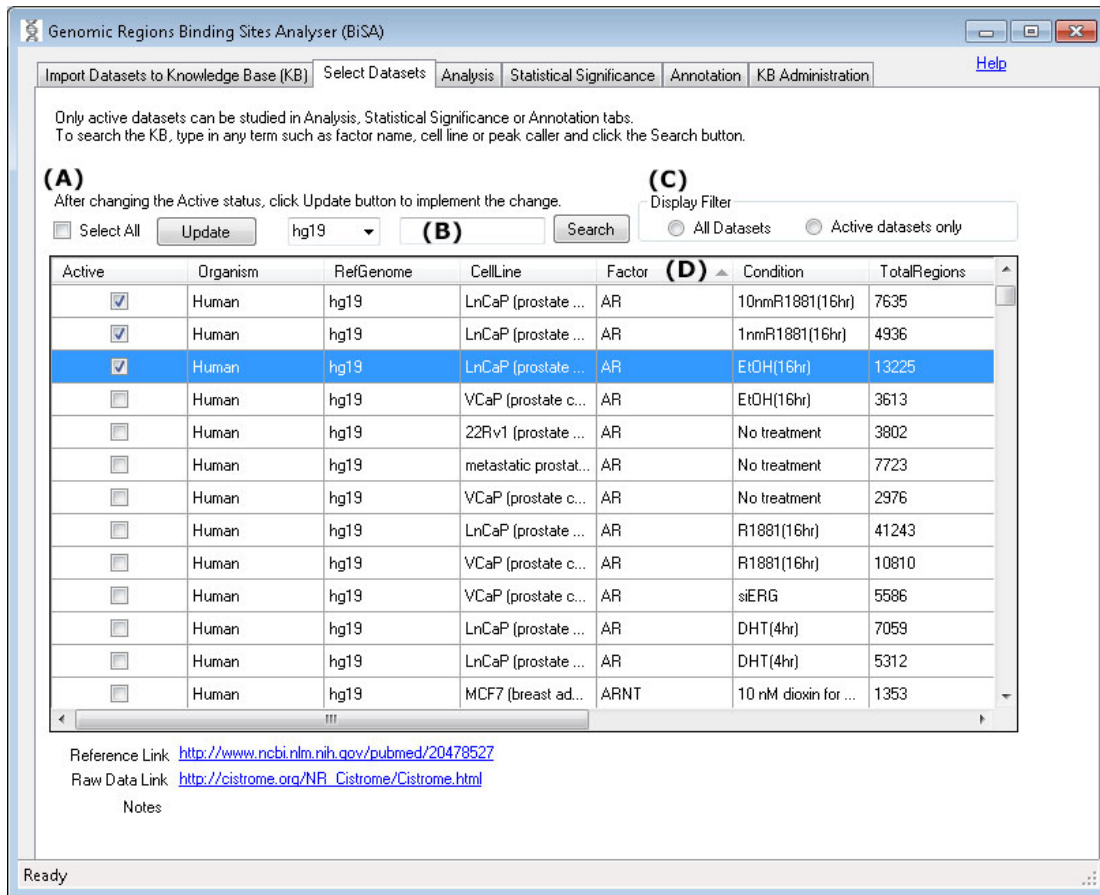 Genomic Regions Binding Sites Analyser (BiSA)
Help
Import Datasets to Knowledge Base (KB) Select Datasets Analysis Statistical Significance Annotation KB Administration
Only active datasets can be studied in Analysis, Statistical Significance or Annotation tabs.
To search the KB, type in any term such as factor name, cell line or peak caller and click the Search button.
(A)
After changing the Active status, click Update button to implement the change.
Select All Update hg19 (B) Search
(C)
Display Filter
All Datasets Active datasets only
Active Organism RefGenome CellLine Factor (D) Condition TotalRegions
Human hg19 LnCaP (prostate ... AR 10nmR1881(16hr) 7635
Human hg19 LnCaP (prostate ... AR 1nmR1881(16hr) 4936
Human hg19 LnCaP (prostate ... AR EtOH(16hr) 13225
Human hg19 VCaP (prostate c... AR EtOH(16hr) 3613
Human hg19 22Rv1 (prostate ... AR No treatment 3802
Human hg19 metastatic prostat... AR No treatment 7723
Human hg19 VCaP (prostate c... AR No treatment 2976
Human hg19 LnCaP (prostate ... AR R1881(16hr) 41243
Human hg19 VCaP (prostate c... AR R1881(16hr) 10810
Human hg19 VCaP (prostate c... AR siERG 5586
Human hg19 LnCaP (prostate ... AR DHT(4hr) 7059
Human hg19 LnCaP (prostate ... AR DHT(4hr) 5312
Human hg19 MCF7 (breast ad... ARNT 10 nM dioxin for ... 1353
Reference Link http://www.ncbi.nlm.nih.gov/pubmed/20478527
Raw Data Link http://cistrome.org/NR_Cistrome/Cistrome.html
Notes
Ready